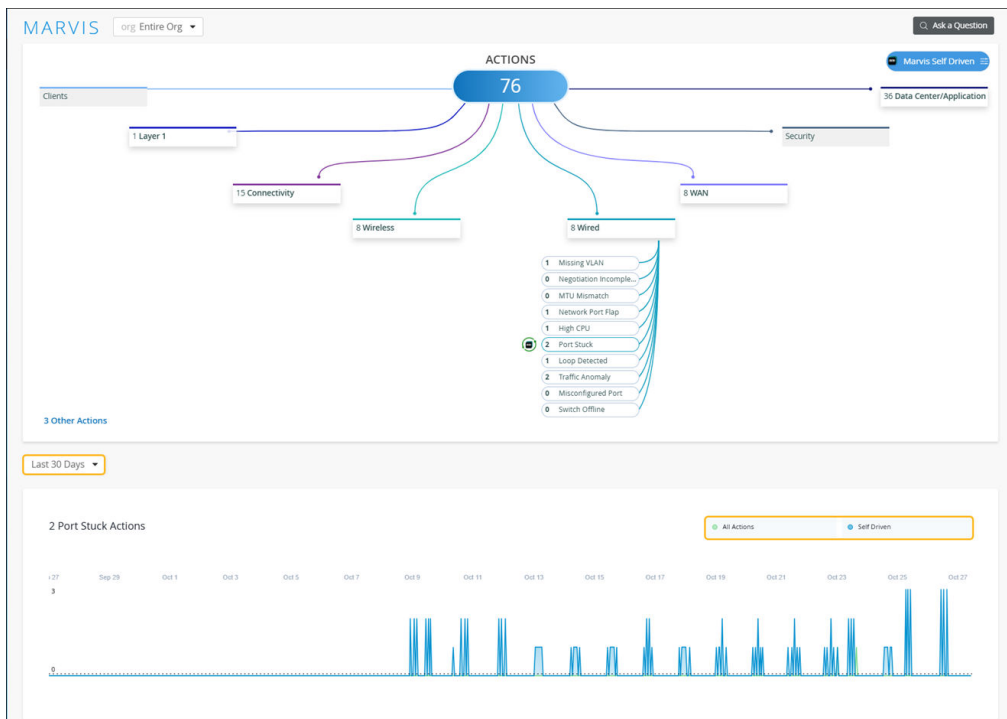 MARVIS
org Entire Org
Ask a Question
ACTIONS
76
Marvis Self Driven
Clients
36 Data Center/Application
1 Layer 1
Security
15 Connectivity
8 WAN
8 Wireless
8 Wired
1 Missing VLAN
0 Negotiation Incomple...
0 MTU Mismatch
1 Network Port Flap
1 High CPU
2 Port Stuck
1 Loop Detected
2 Traffic Anomaly
0 Misconfigured Port
0 Switch Offline
3 Other Actions
Last 30 Days
2 Port Stuck Actions
All Actions
Self Driven
27 Sep 29 Oct 1 Oct 3 Oct 5 Oct 7 Oct 9 Oct 11 Oct 13 Oct 15 Oct 17 Oct 19 Oct 21 Oct 23 Oct 25 Oct 27
3
0